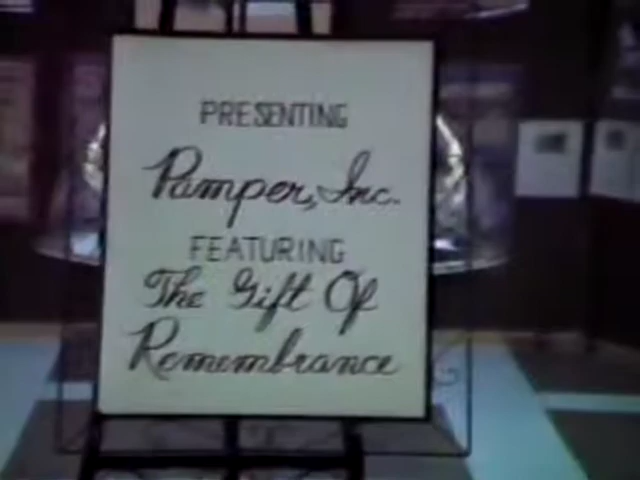 PRESENTING
Pamper, Inc.
FEATURING
The Gift Of
Remembrance